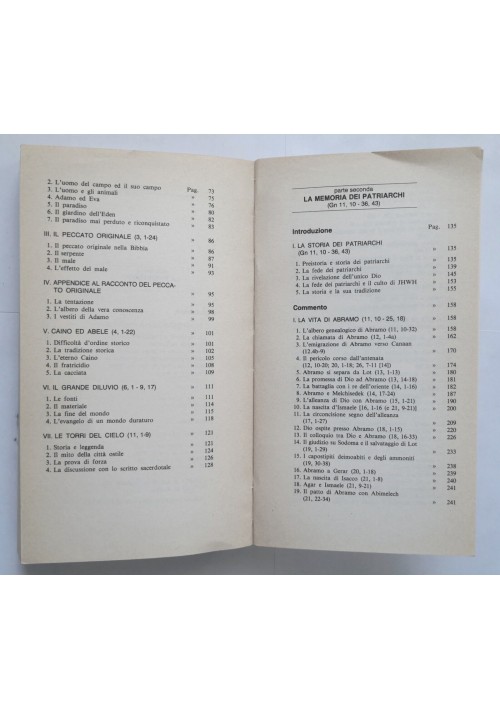 2. L'uomo del campo ed il suo campo Pag. 73
3. L'uomo e gli animali » 75
4. Adamo ed Eva » 76
5. Il paradiso » 80
6. Il giardino dell'Eden » 82
7. Il paradiso mai perduto e riconquistato » 83
III. IL PECCATO ORIGINALE (3, 1-24) » 86
1. Il peccato originale nella Bibbia » 86
2. Il serpente » 87
3. Il male » 91
4. L'effetto del male » 93
IV. APPENDICE AL RACCONTO DEL PECCA-
TO ORIGINALE » 95
1. La tentazione » 95
2. L'albero della vera conoscenza » 98
3. I vestiti di Adamo » 99
V. CAINO ED ABELE (4, 1-22) » 101
1. Difficoltà d'ordine storico » 101
2. La tradizione storica » 102
3. L'eterno Caino » 105
4. Il fratricidio » 108
5. La cacciata » 109
VI. IL GRANDE DILUVIO (6, 1 - 9, 17) » 111
1. Le fonti » 111
2. Il materiale » 114
3. La fine del mondo » 115
4. L'evangelo di un mondo duraturo » 118
VII. LE TORRI DEL CIELO (11, 1-9) » 121
1. Storia e leggenda » 121
2. Il mito della città ostile » 124
3. La prova di forza » 126
4. La discussione con lo scritto sacerdotale » 128
parte seconda
LA MEMORIA DEI PATRIARCHI
(Gn 11, 10 - 36, 43)
Introduzione Pag. 135
I. LA STORIA DEI PATRIARCHI
(Gn 11, 10 - 36, 43) » 135
1. Preistoria e storia dei patriarchi » 135
2. La fede dei patriarchi » 139
3. La rivelazione dell'unico Dio » 145
4. La fede dei patriarchi e il culto di JHWH » 151
5. La storia e la sua tradizione » 155
Commento » 158
I. LA VITA DI ABRAMO (11, 10 - 25, 18) » 158
1. L'albero genealogico di Abramo (11, 10-32) » 158
2. La chiamata di Abramo (12, 1-4a) » 162
3. L'emigrazione di Abramo verso Canaan
(12.4b-9) » 170
4. Il pericolo corso dall'antenata
(12, 10-20; 20, 1-18; 26, 7-11 [14]) » 174
5. Abramo si separa da Lot (13, 1-13) » 180
6. La promessa di Dio ad Abramo (13, 14-18) » 181
7. La battaglia con i re dell'oriente (14, 1-16) » 182
8. Abramo e Melchisedek (14, 17-24) » 187
9. L'alleanza di Dio con Abramo (15, 1-21) » 190
10. La nascita d'Ismaele [16, 1-16 (e 21, 9-21)] » 200
11. La circoncisione segno dell'alleanza
(17, 1-27) » 209
12. Dio ospite presso Abramo (18, 1-15) » 220
13. Il colloquio tra Dio e Abramo (18, 16-33) » 226
14. Il giudizio su Sodoma e il salvataggio di Lot
(19, 1-29) » 233
15. I capostipiti deimoabiti e degli ammoniti
(19, 30-38) » 238
16. Abramo a Gerar (20, 1-18) » 239
17. La nascita di Isacco (21, 1-8) » 240
18. Agar e Ismaele (21, 9-21) » 241
19. Il patto di Abramo con Abimelech
(21, 22-34) » 241